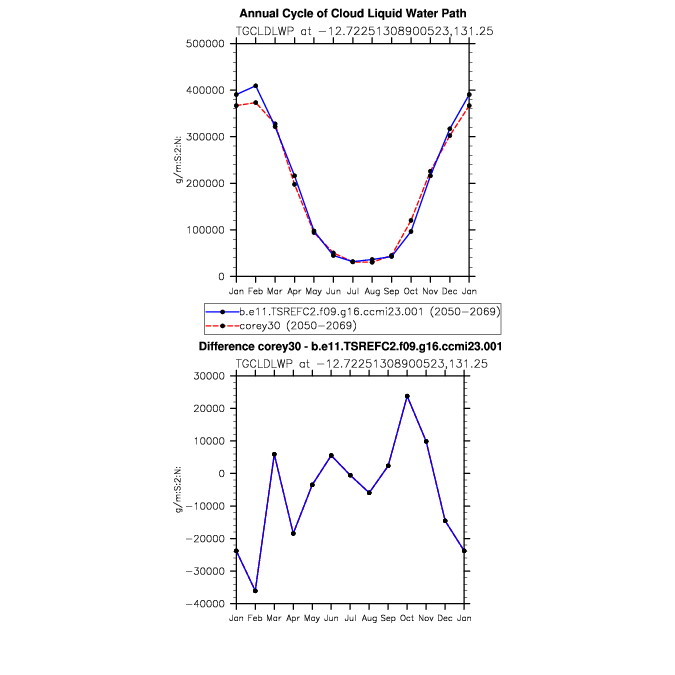 Annual Cycle of Cloud Liquid Water Path
TGCLDLWP at −12.72251308900523,131.25
500000
400000
300000
200000
100000
0
g/m:S:2:N:
Jan Feb Mar Apr May Jun Jul Aug Sep Oct Nov Dec Jan
b.e11.TSREFC2.f09.g16.ccmi23.001 (2050−2069)
corey30 (2050−2069)
Difference corey30 - b.e11.TSREFC2.f09.g16.ccmi23.001
TGCLDLWP at −12.72251308900523,131.25
30000
20000
10000
0
−10000
−20000
−30000
−40000
g/m:S:2:N:
Jan Feb Mar Apr May Jun Jul Aug Sep Oct Nov Dec Jan